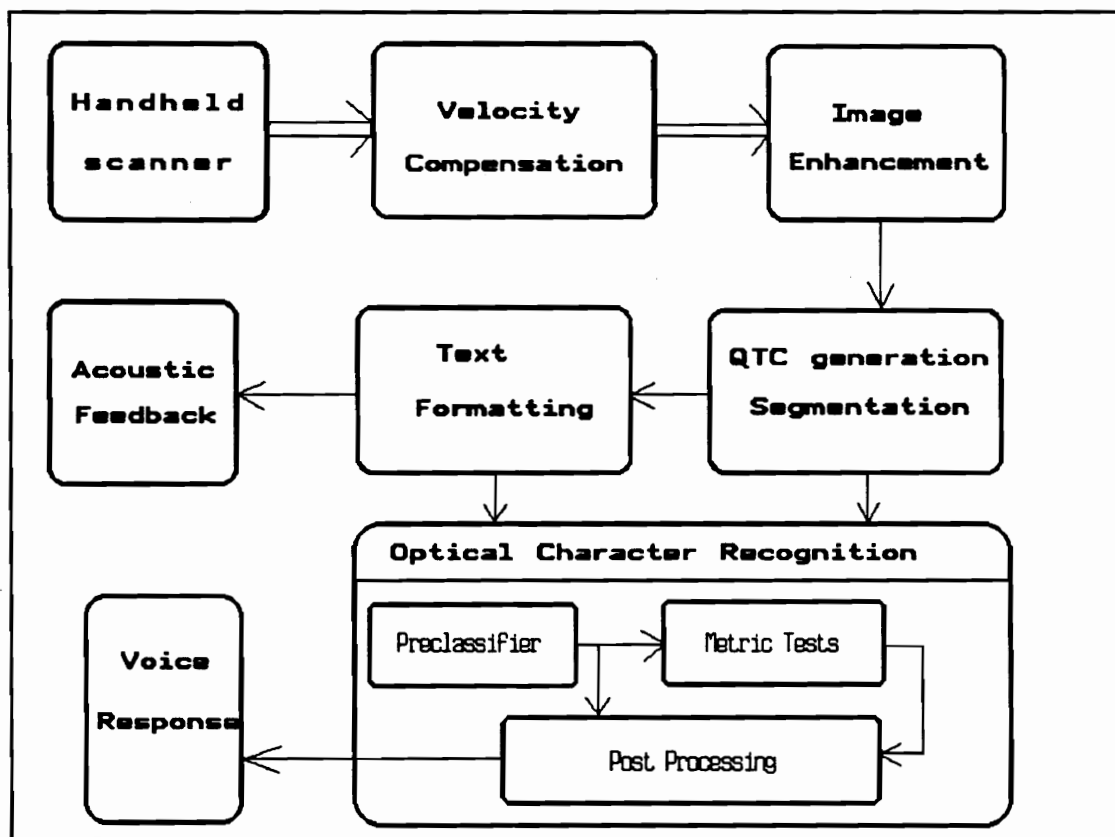 Handheld
scanner
Velocity
Compensation
Image
Enhancement
Acoustic
Feedback
Text
Formatting
QTC generation
Segmentation
Optical Character Recognition
Preclassifier
Metric Tests
Voice
Response
Post Processing